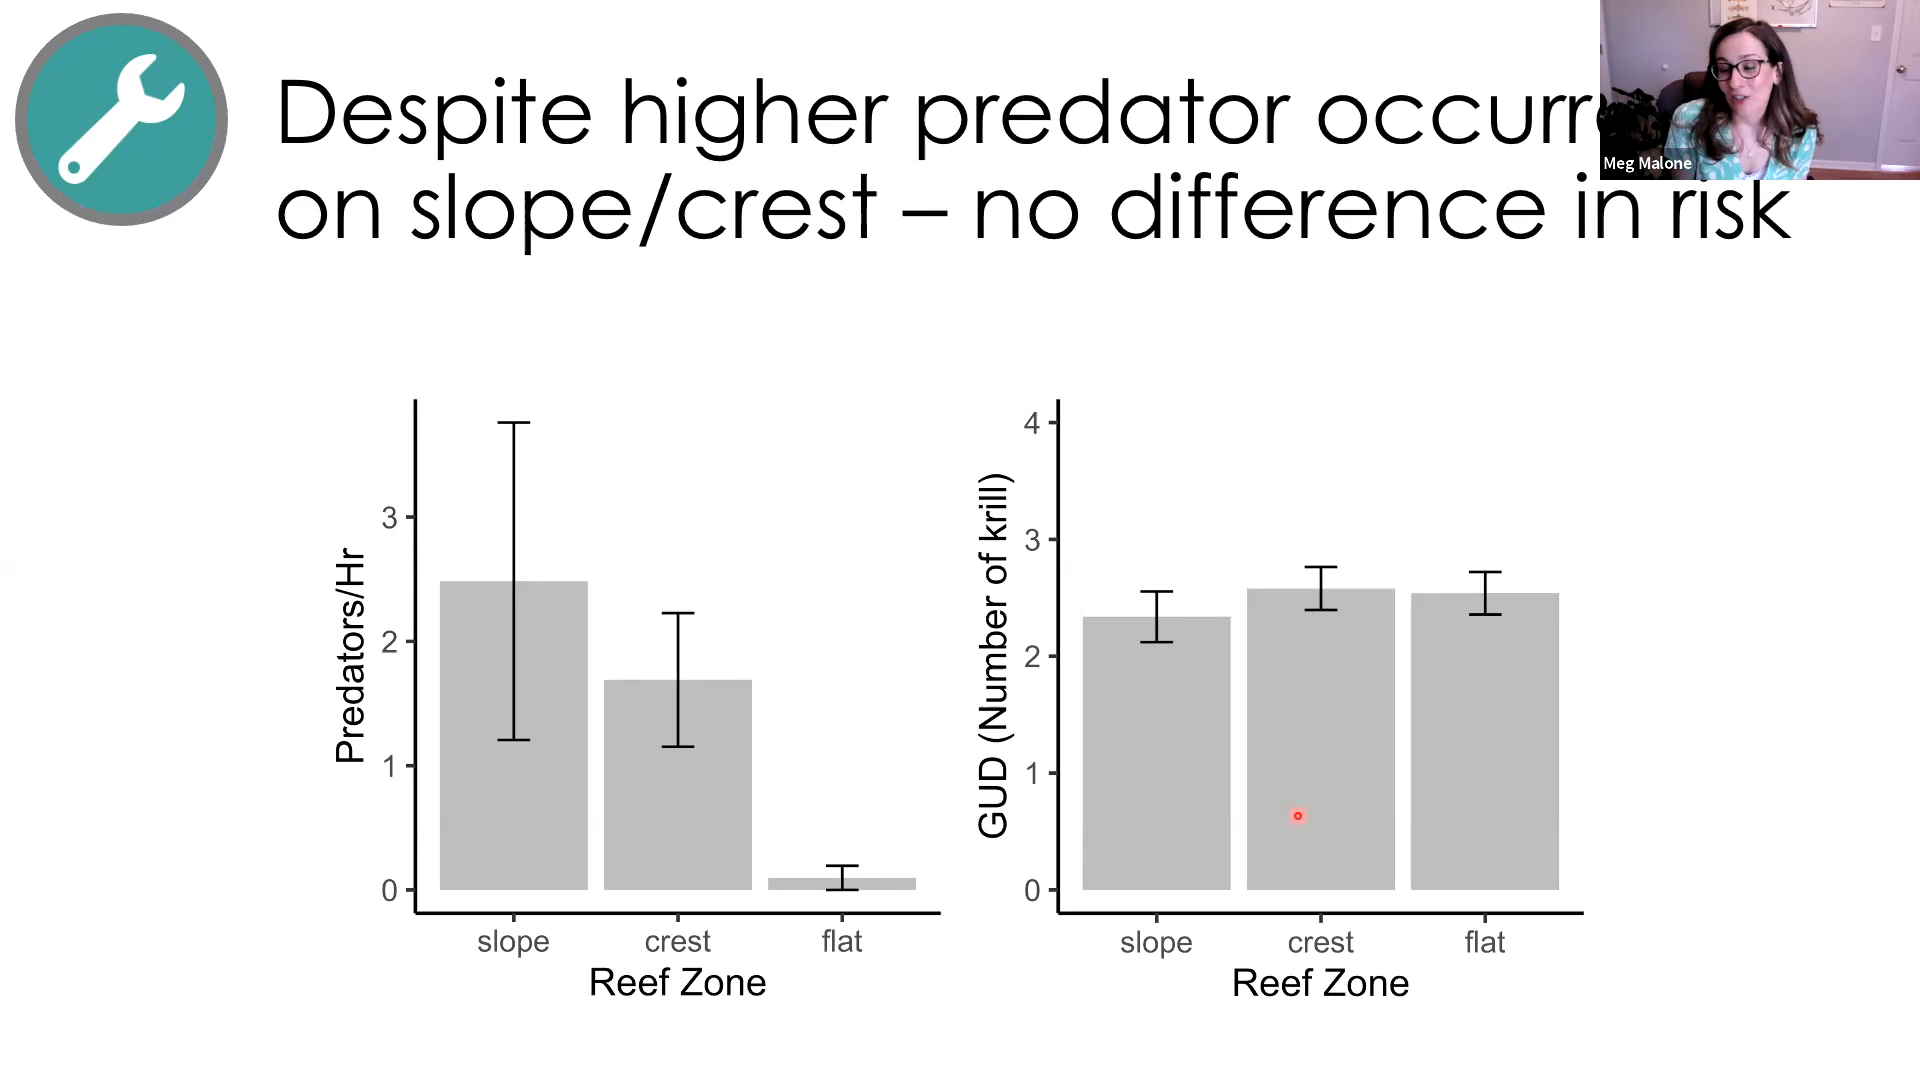 Despite higher predator
on slope/crest – no difference in risk
Meg Malone
Predators/Hr
3
2
1
0
slope crest flat
Reef Zone
GUD (Number of krill)
4
3
2
1
0
slope crest flat
Reef Zone